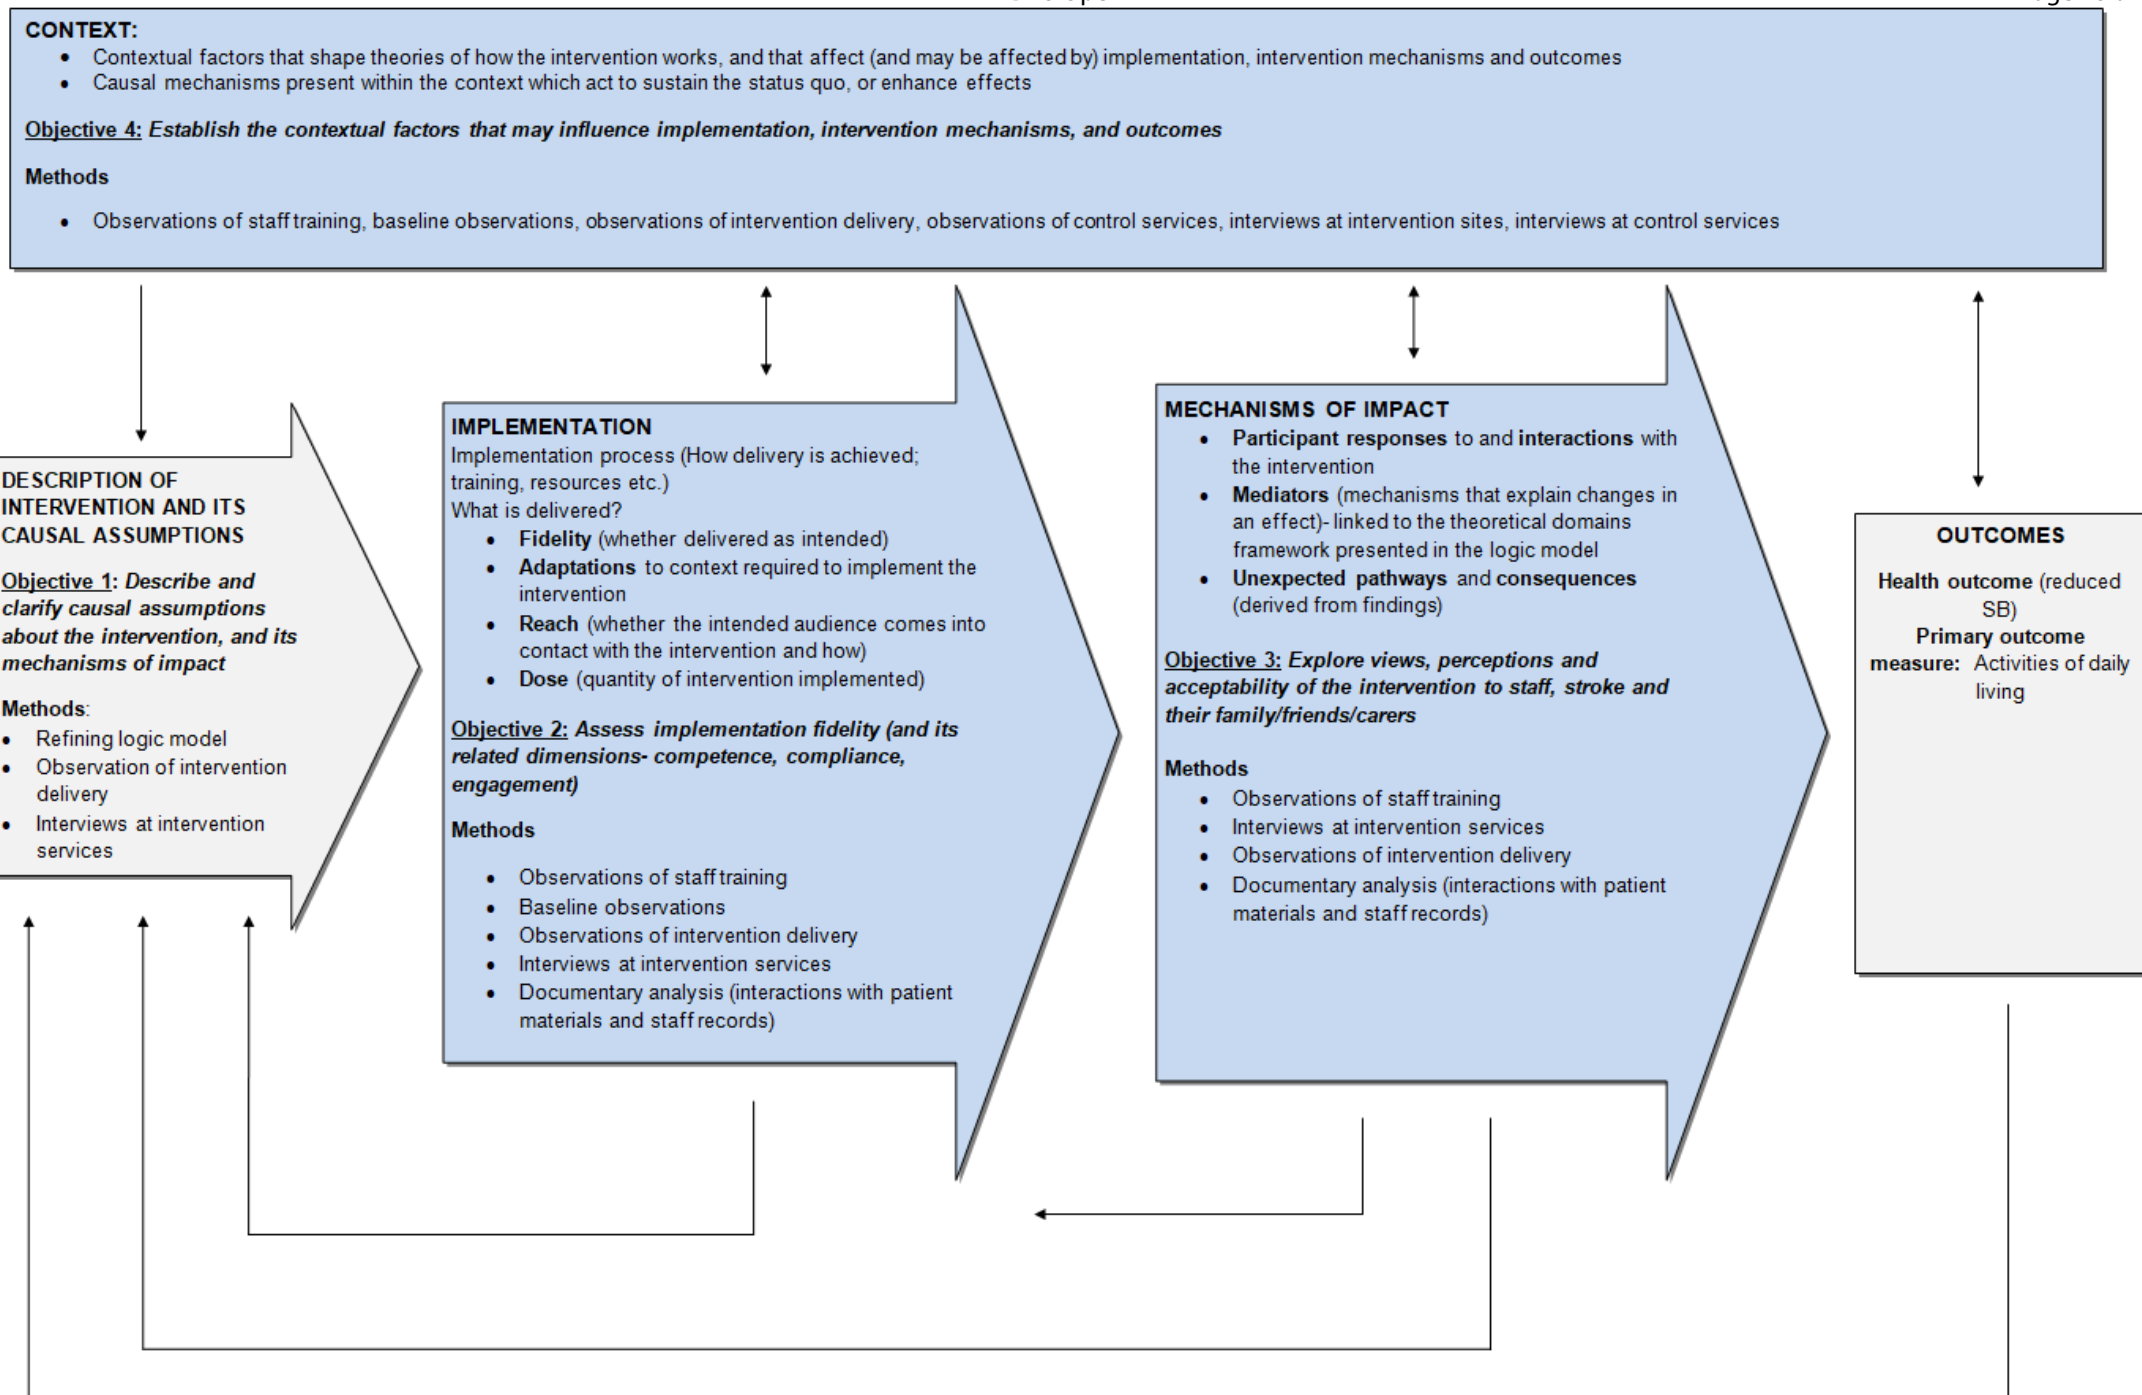 CONTEXT:
• Contextual factors that shape theories of how the intervention works, and that affect (and may be affected by) implementation, intervention mechanisms and outcomes
• Causal mechanisms present within the context which act to sustain the status quo, or enhance effects
Objective 4: Establish the contextual factors that may influence implementation, intervention mechanisms, and outcomes
Methods
• Observations of staff training, baseline observations, observations of intervention delivery, observations of control services, interviews at intervention sites, interviews at control services
DESCRIPTION OF
INTERVENTION AND ITS
CAUSAL ASSUMPTIONS
Objective 1: Describe and
clarify causal assumptions
about the intervention, and its
mechanisms of impact
Methods:
• Refining logic model
• Observation of intervention
delivery
• Interviews at intervention
services
IMPLEMENTATION
Implementation process (How delivery is achieved;
training, resources etc.)
What is delivered?
• Fidelity (whether delivered as intended)
• Adaptations to context required to implement the
intervention
• Reach (whether the intended audience comes into
contact with the intervention and how)
• Dose (quantity of intervention implemented)
Objective 2: Assess implementation fidelity (and its
related dimensions- competence, compliance,
engagement)
Methods
• Observations of staff training
• Baseline observations
• Observations of intervention delivery
• Interviews at intervention services
• Documentary analysis (interactions with patient
materials and staff records)
MECHANISMS OF IMPACT
• Participant responses to and interactions with
the intervention
• Mediators (mechanisms that explain changes in
an effect)- linked to the theoretical domains
framework presented in the logic model
• Unexpected pathways and consequences
(derived from findings)
Objective 3: Explore views, perceptions and
acceptability of the intervention to staff, stroke and
their family/friends/carers
Methods
• Observations of staff training
• Interviews at intervention services
• Observations of intervention delivery
• Documentary analysis (interactions with patient
materials and staff records)
OUTCOMES
Health outcome (reduced
SB)
Primary outcome
measure: Activities of daily
living